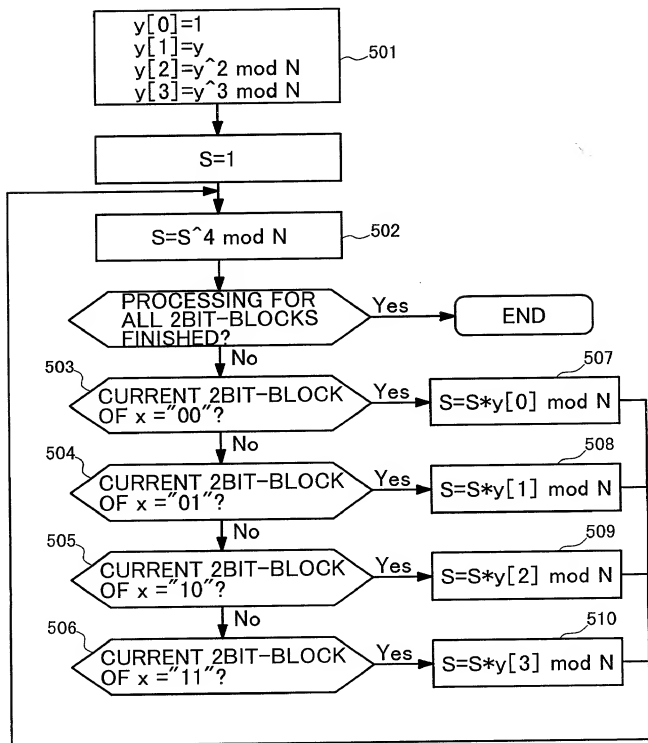 y[0]=1
y[1]=y
y[2]=y^2 mod N
y[3]=y^3 mod N
501
S=1
S=S^4 mod N
502
PROCESSING FOR
ALL 2BIT-BLOCKS
FINISHED?
Yes
END
No
503
CURRENT 2BIT-BLOCK
OF x ="00"?
Yes
507
S=S*y[0] mod N
No
504
CURRENT 2BIT-BLOCK
OF x ="01"?
Yes
508
S=S*y[1] mod N
No
505
CURRENT 2BIT-BLOCK
OF x ="10"?
Yes
509
S=S*y[2] mod N
No
506
CURRENT 2BIT-BLOCK
OF x ="11"?
Yes
510
S=S*y[3] mod N